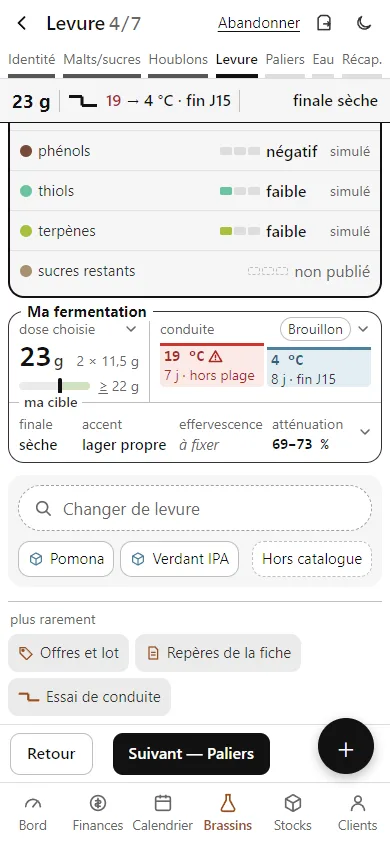 Levure 4/7
Abandonner
Identité Malts/sucres Houblons Levure Paliers Eau Récap.
23 g 19 → 4 °C · fin J15 finale sèche
phénols négatif simulé
thiols faible simulé
terpènes faible simulé
sucres restants non publié
Ma fermentation
dose choisie
23 g 2 × 11,5 g
≥ 22 g
conduite Brouillon
19 °C
7 j · hors plage
4 °C
8 j · fin J15
ma cible
finale accent effervescence atténuation
sèche lager propre à fixer 69–73 %
Changer de levure
Pomona Verdant IPA Hors catalogue
plus rarement
Offres et lot Repères de la fiche
Essai de conduite
Retour Suivant — Paliers +
Bord Finances Calendrier Brassins Stocks Clients